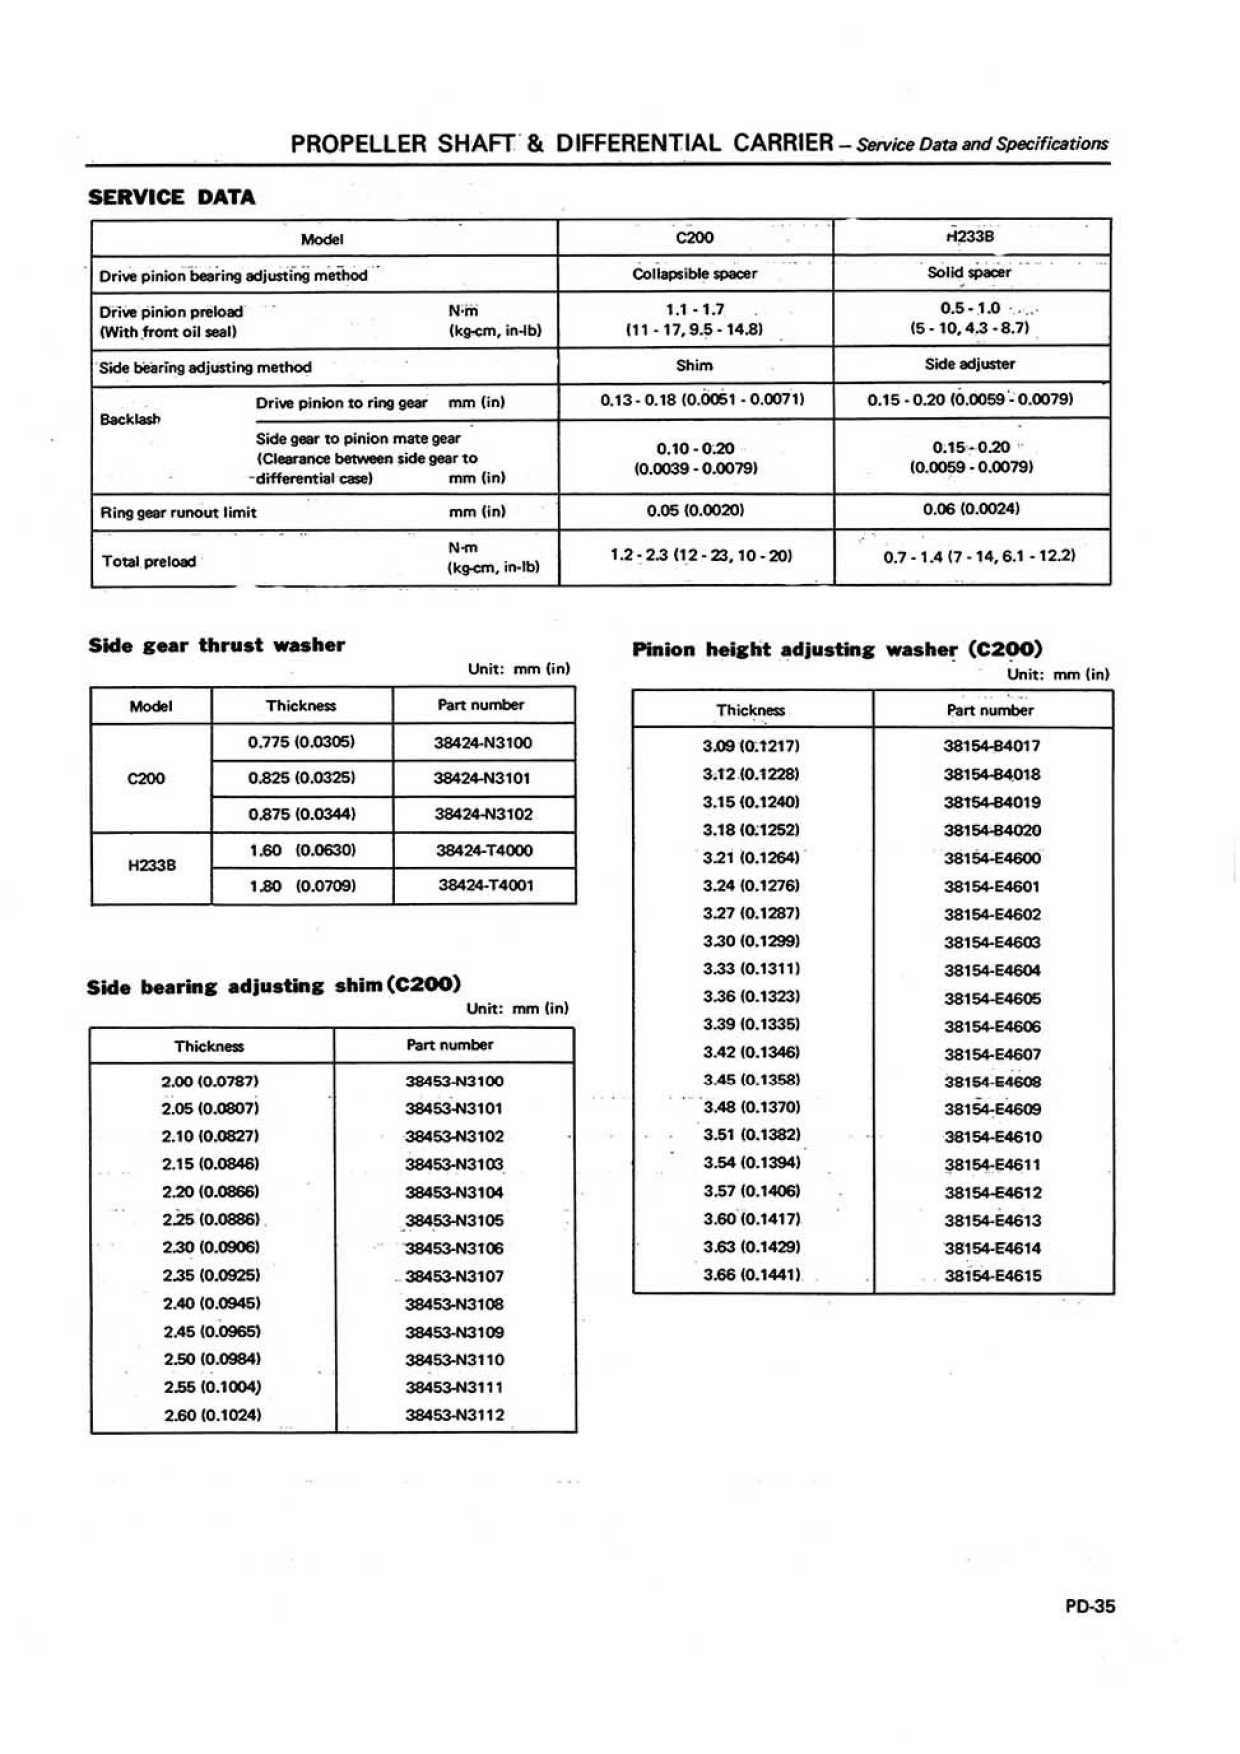 PROPELLER SHAFT & DIFFERENTIAL CARRIER – Service Data and Specifications
SERVICE DATA
Model C200 H233B
Drive pinion bearing adjusting method Collapsible spacer Solid spacer
Drive pinion preload N·m 1.1 - 1.7 0.5 - 1.0
(With front oil seal) (kg-cm, in-lb) (11 - 17, 9.5 - 14.8) (5 - 10, 4.3 - 8.7)
Side bearing adjusting method Shim Side adjuster
Backlash
Drive pinion to ring gear mm (in) 0.13 - 0.18 (0.0051 - 0.0071) 0.15 - 0.20 (0.0059 - 0.0079)
Side gear to pinion mate gear
(Clearance between side gear to
differential case) mm (in)
0.10 - 0.20 0.15 - 0.20
(0.0039 - 0.0079) (0.0059 - 0.0079)
Ring gear runout limit mm (in) 0.05 (0.0020) 0.06 (0.0024)
Total preload N·m
(kg-cm, in-lb)
1.2 - 2.3 (12 - 23, 10 - 20) 0.7 - 1.4 (7 - 14, 6.1 - 12.2)
Side gear thrust washer
Unit: mm (in)
Model Thickness Part number
C200
0.775 (0.0305) 38424-N3100
0.825 (0.0325) 38424-N3101
0.875 (0.0344) 38424-N3102
H233B
1.60 (0.0630) 38424-T4000
1.80 (0.0709) 38424-T4001
Side bearing adjusting shim (C200)
Unit: mm (in)
Thickness Part number
2.00 (0.0787) 38453-N3100
2.05 (0.0807) 38453-N3101
2.10 (0.0827) 38453-N3102
2.15 (0.0846) 38453-N3103
2.20 (0.0866) 38453-N3104
2.25 (0.0886) 38453-N3105
2.30 (0.0906) 38453-N3106
2.35 (0.0925) 38453-N3107
2.40 (0.0945) 38453-N3108
2.45 (0.0965) 38453-N3109
2.50 (0.0984) 38453-N3110
2.55 (0.1004) 38453-N3111
2.60 (0.1024) 38453-N3112
Pinion height adjusting washer (C200)
Unit: mm (in)
Thickness Part number
3.09 (0.1217) 38154-B4017
3.12 (0.1228) 38154-B4018
3.15 (0.1240) 38154-B4019
3.18 (0.1252) 38154-B4020
3.21 (0.1264) 38154-E4600
3.24 (0.1276) 38154-E4601
3.27 (0.1287) 38154-E4602
3.30 (0.1299) 38154-E4603
3.33 (0.1311) 38154-E4604
3.36 (0.1323) 38154-E4605
3.39 (0.1335) 38154-E4606
3.42 (0.1346) 38154-E4607
3.45 (0.1358) 38154-E4608
3.48 (0.1370) 38154-E4609
3.51 (0.1382) 38154-E4610
3.54 (0.1394) 38154-E4611
3.57 (0.1406) 38154-E4612
3.60 (0.1417) 38154-E4613
3.63 (0.1429) 38154-E4614
3.66 (0.1441) 38154-E4615
PD-35